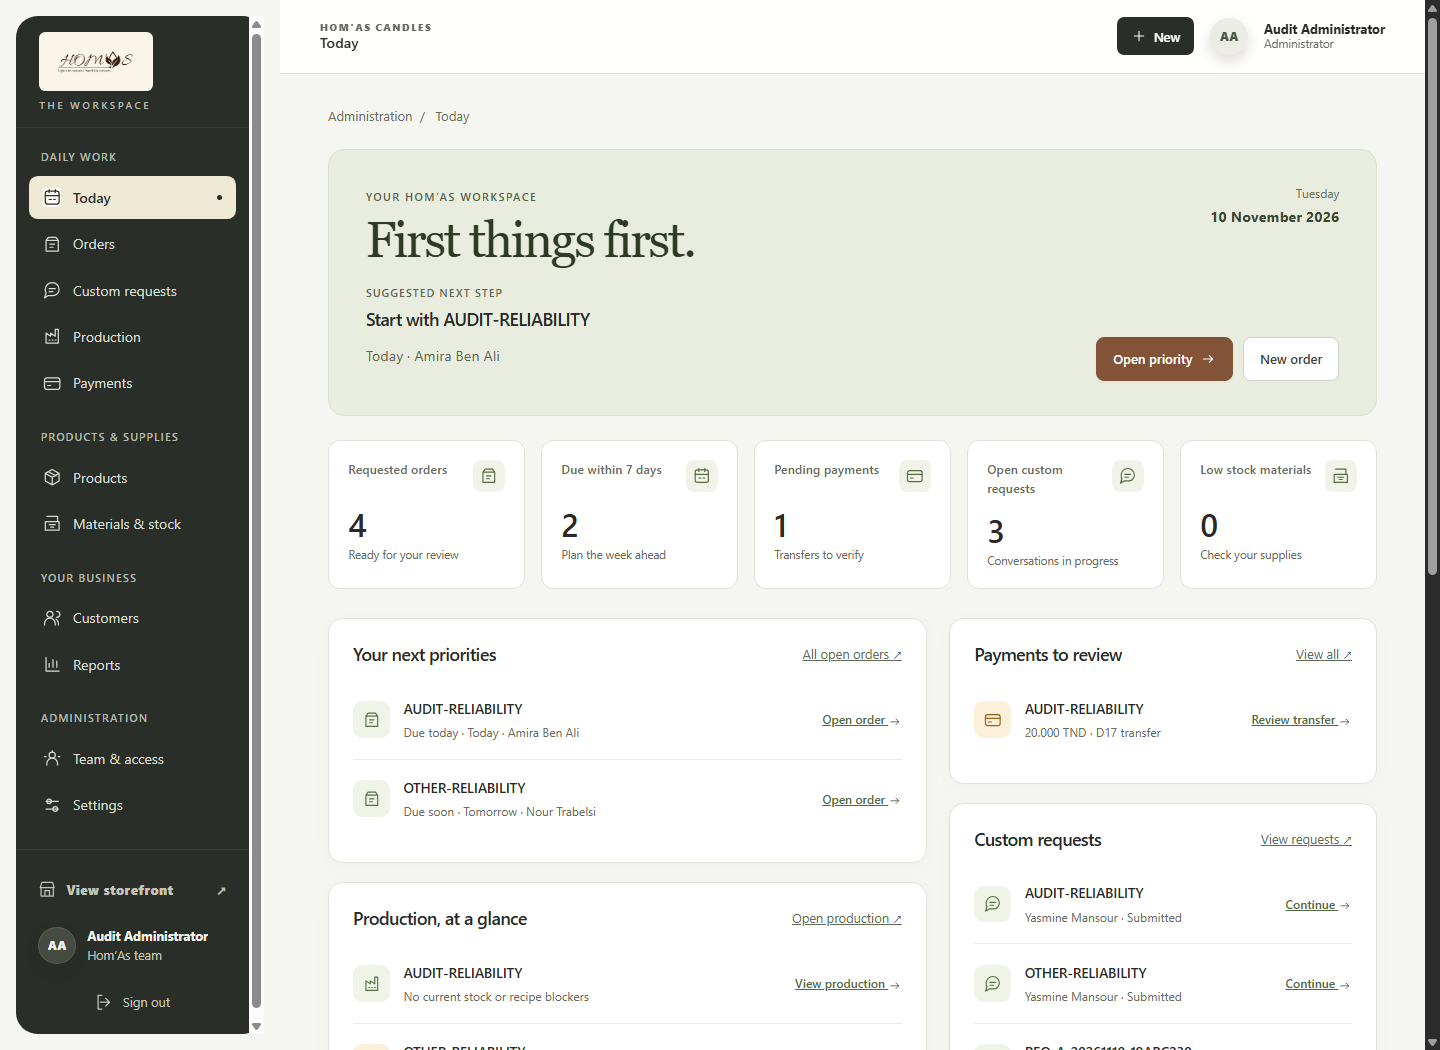 HOM'S
THE WORKSPACE
DAILY WORK
Today
Orders
Custom requests
Production
Payments
PRODUCTS & SUPPLIES
Products
Materials & stock
YOUR BUSINESS
Customers
Reports
ADMINISTRATION
Team & access
Settings
View storefront ↗
AA
Audit Administrator
Hom'As team
Sign out
HOM'AS CANDLES
Today
+ New
AA
Audit Administrator
Administrator
Administration / Today
YOUR HOM'AS WORKSPACE
First things first.
SUGGESTED NEXT STEP
Start with AUDIT-RELIABILITY
Today · Amira Ben Ali
Tuesday
10 November 2026
Open priority →
New order
Requested orders
4
Ready for your review
Due within 7 days
2
Plan the week ahead
Pending payments
1
Transfers to verify
Open custom
requests
3
Conversations in progress
Low stock materials
0
Check your supplies
Your next priorities
All open orders ↗
AUDIT-RELIABILITY
Due today · Today · Amira Ben Ali
Open order →
OTHER-RELIABILITY
Due soon · Tomorrow · Nour Trabelsi
Open order →
Production, at a glance
Open production ↗
AUDIT-RELIABILITY
No current stock or recipe blockers
View production →
Payments to review
View all ↗
AUDIT-RELIABILITY
20.000 TND · D17 transfer
Review transfer →
Custom requests
View requests ↗
AUDIT-RELIABILITY
Yasmine Mansour · Submitted
Continue →
OTHER-RELIABILITY
Yasmine Mansour · Submitted
Continue →